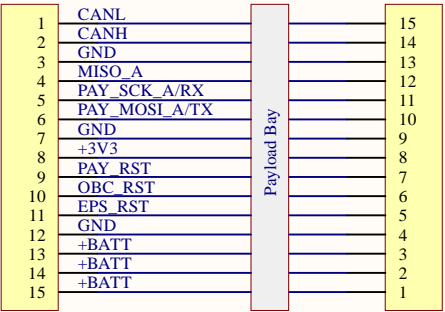 1 CANL 15
2 CANH 14
3 GND 13
4 MISO_A 12
5 PAY_SCK_A/RX 11
6 PAY_MOSI_A/TX 10
7 GND 9
8 +3V3 8
9 PAY_RST 7
10 OBC_RST 6
11 EPS_RST 5
12 GND 4
13 +BATT 3
14 +BATT 2
15 +BATT 1
Payload Bay